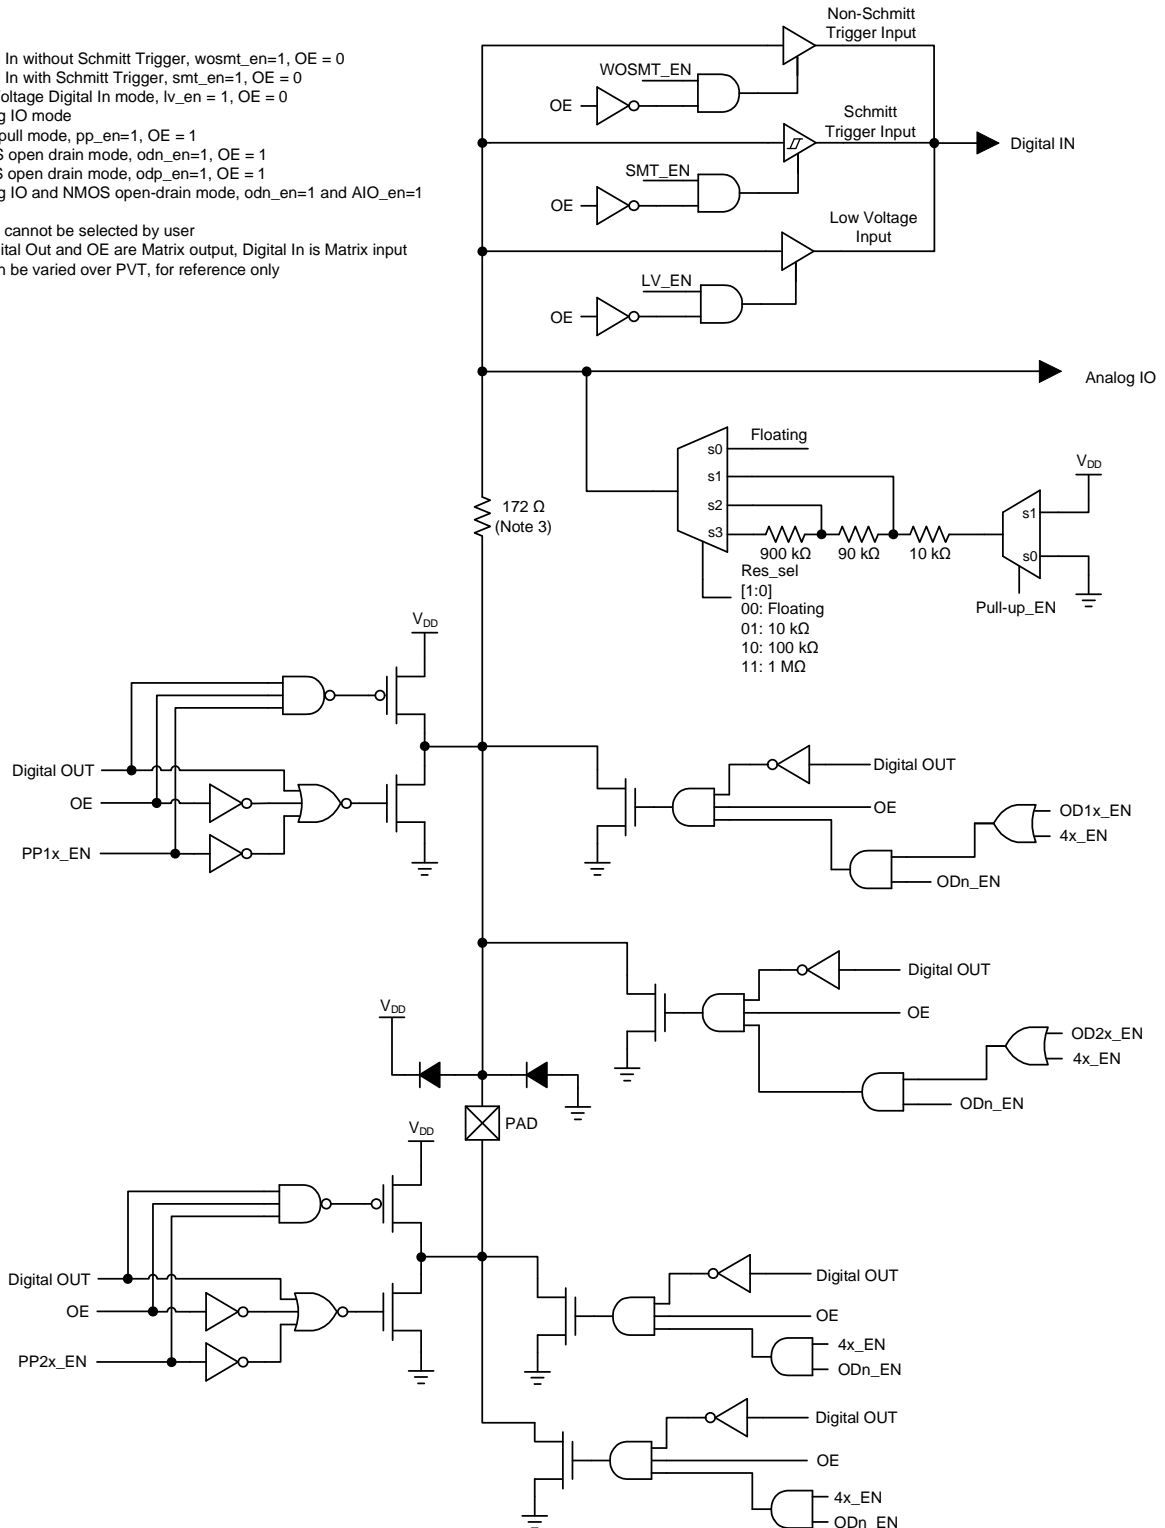 In without Schmitt Trigger, wosmt_en=1, OE = 0
In with Schmitt Trigger, smt_en=1, OE = 0
Digital In mode, lv_en = 1, OE = 0
IO mode
pull mode, pp_en=1, OE = 1
open drain mode, odn_en=1, OE = 1
open drain mode, odp_en=1, OE = 1
IO and NMOS open-drain mode, odn_en=1 and AIO_en=1
cannot be selected by user
Out and OE are Matrix output, Digital In is Matrix input
be varied over PVT, for reference only
Non-Schmitt
Trigger Input
WOSMT_EN
OE
Schmitt
Trigger Input
Digital IN
SMT_EN
OE
Low Voltage
Input
LV_EN
OE
Analog IO
Floating
s0
s1
s2
s3
VDD
s1
s0
172 Ω
(Note 3)
900 kΩ
90 kΩ
10 kΩ
Res_sel
[1:0]
00: Floating
01: 10 kΩ
10: 100 kΩ
11: 1 MΩ
Pull-up_EN
VDD
Digital OUT
OE
PP1x_EN
Digital OUT
OE
OD1x_EN
4x_EN
ODn_EN
Digital OUT
OE
OD2x_EN
4x_EN
ODn_EN
VDD
PAD
VDD
Digital OUT
OE
PP2x_EN
Digital OUT
OE
4x_EN
ODn_EN
Digital OUT
OE
4x_EN
ODn_EN